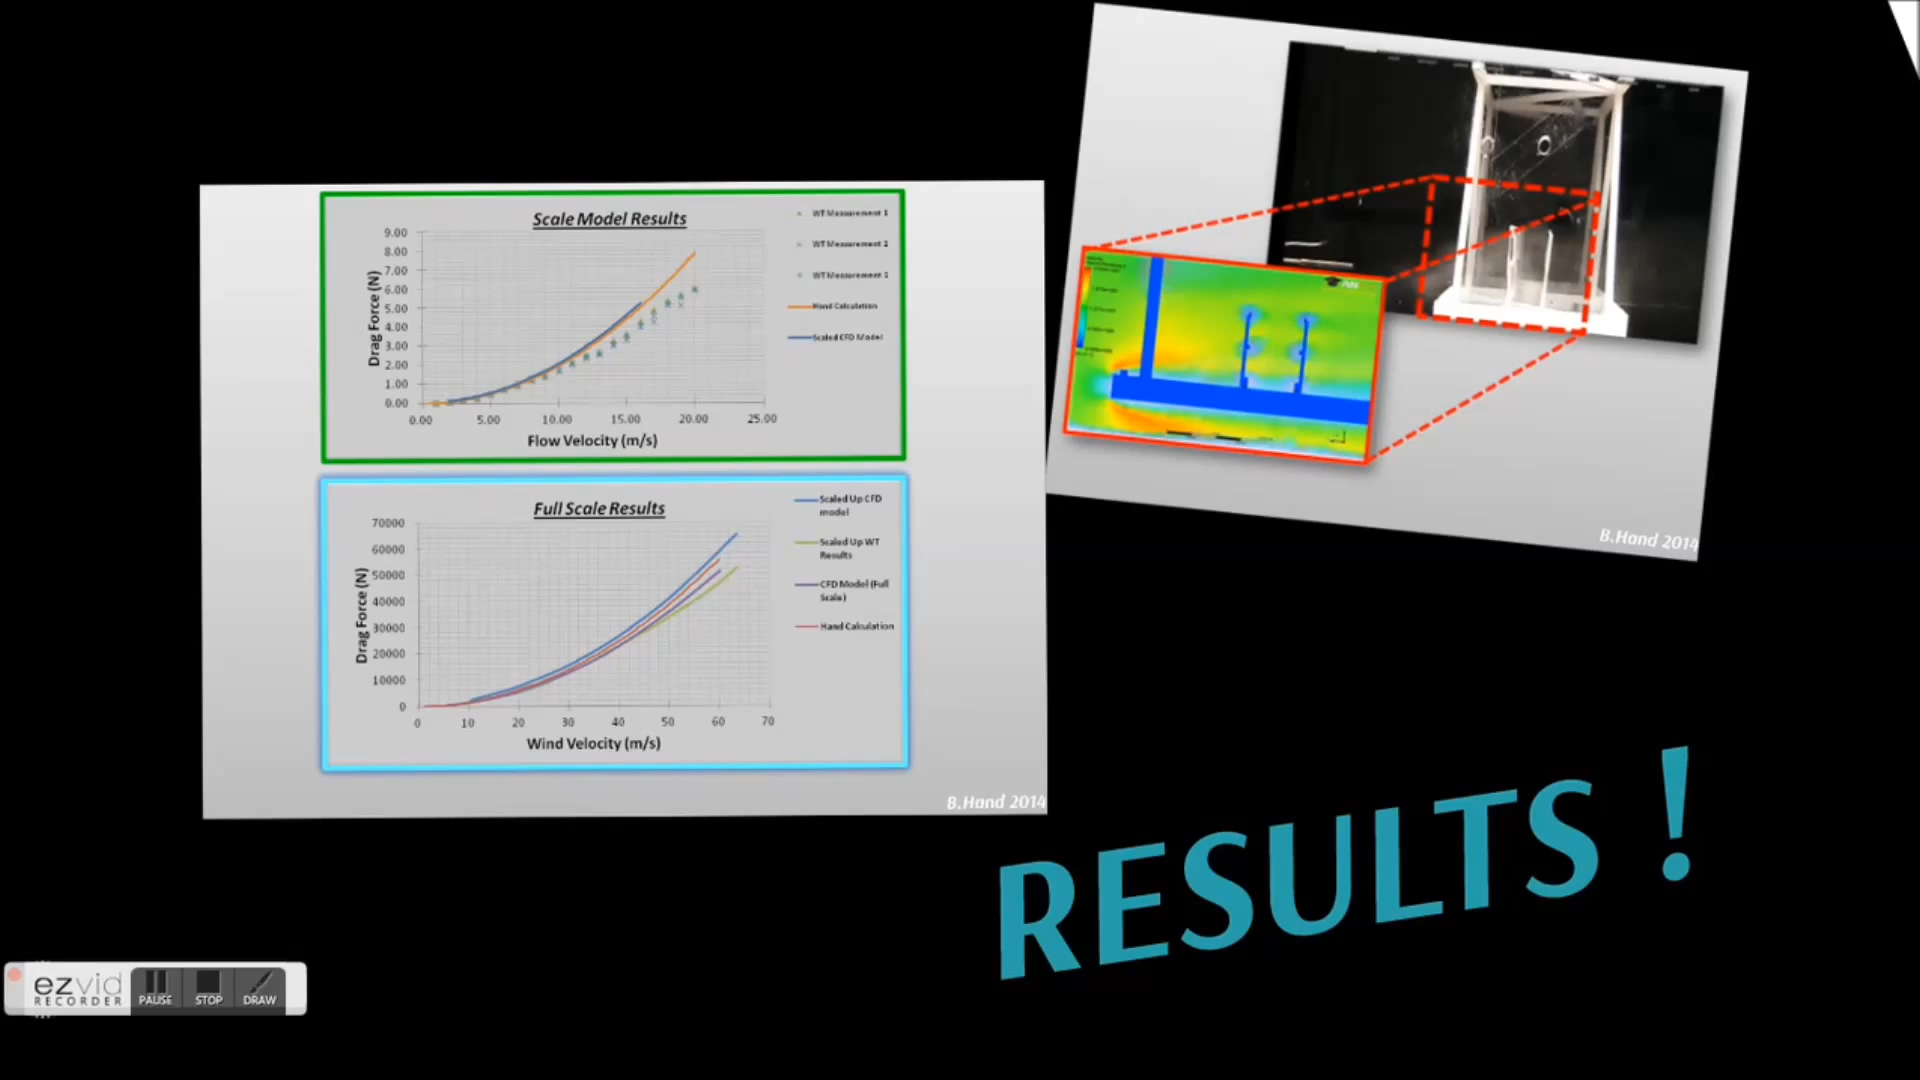 Scale Model Results
9.00
8.00
7.00
6.00
5.00
4.00
3.00
2.00
1.00
0.00
Drag Force (N)
0.00 5.00 10.00 15.00 20.00 25.00
Flow Velocity (m/s)
WT Measurement 1
WT Measurement 2
WT Measurement 3
Hand Calculation
Scaled CFD Model
Full Scale Results
70000
60000
50000
40000
30000
20000
10000
0
Drag Force (N)
0 10 20 30 40 50 60 70
Wind Velocity (m/s)
Scaled Up CFD
model
Scaled Up WT
Results
CFD Model (Full
Scale)
Hand Calculation
B.Hand 2014
B.Hand 2014
RESULTS !
ezvid
RECORDER
PAUSE
STOP
DRAW